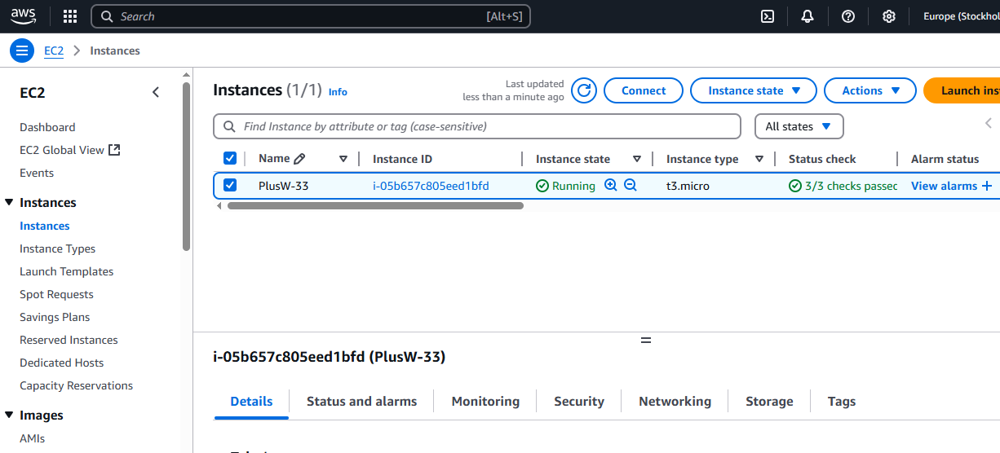 aws Search [Alt+S] Europe (Stockhol
EC2 Instances
EC2
Dashboard
EC2 Global View
Events
Instances
Instances
Instance Types
Launch Templates
Spot Requests
Savings Plans
Reserved Instances
Dedicated Hosts
Capacity Reservations
Images
AMIs
Instances (1/1) Info
Last updated
less than a minute ago
Connect Instance state Actions Launch ins
Find Instance by attribute or tag (case-sensitive) All states
Name Instance ID Instance state Instance type Status check Alarm status
PlusW-33 i-05b657c805eed1bfd Running t3.micro 3/3 checks passed View alarms +
i-05b657c805eed1bfd (PlusW-33)
Details Status and alarms Monitoring Security Networking Storage Tags